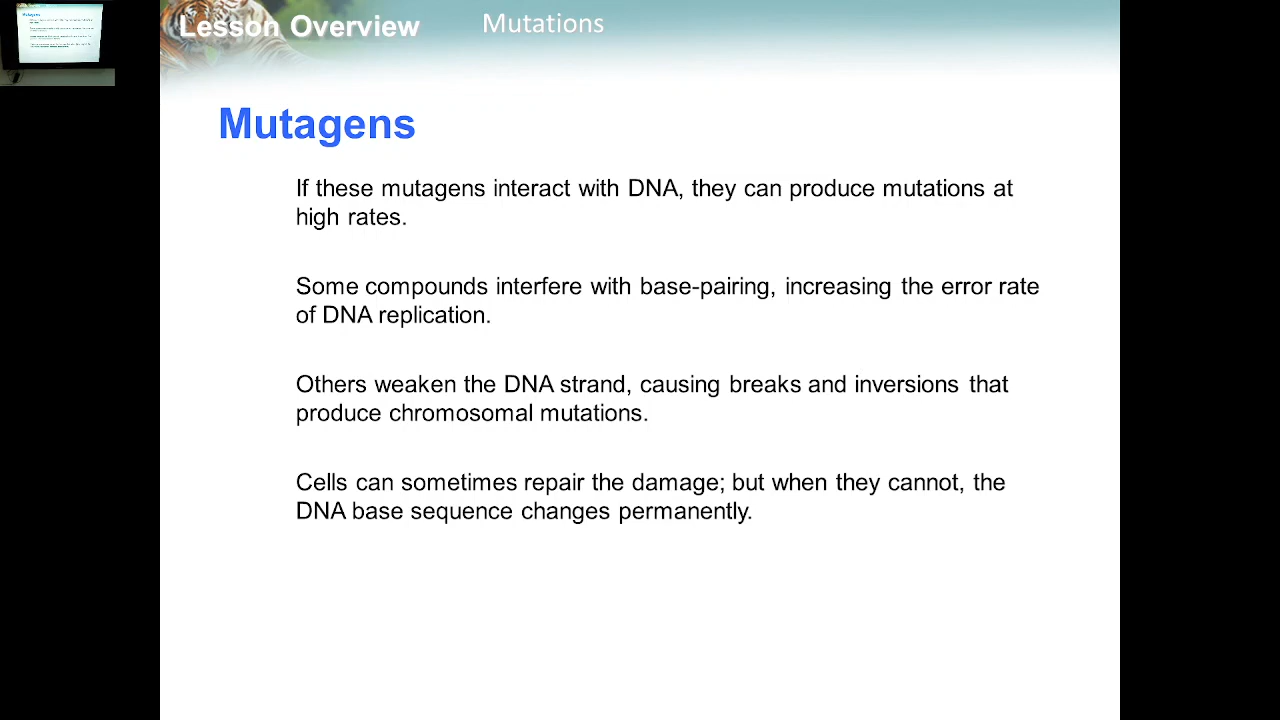 Lesson Overview Mutations
Mutagens
If these mutagens interact with DNA, they can produce mutations at
high rates.
Some compounds interfere with base-pairing, increasing the error rate
of DNA replication.
Others weaken the DNA strand, causing breaks and inversions that
produce chromosomal mutations.
Cells can sometimes repair the damage; but when they cannot, the
DNA base sequence changes permanently.